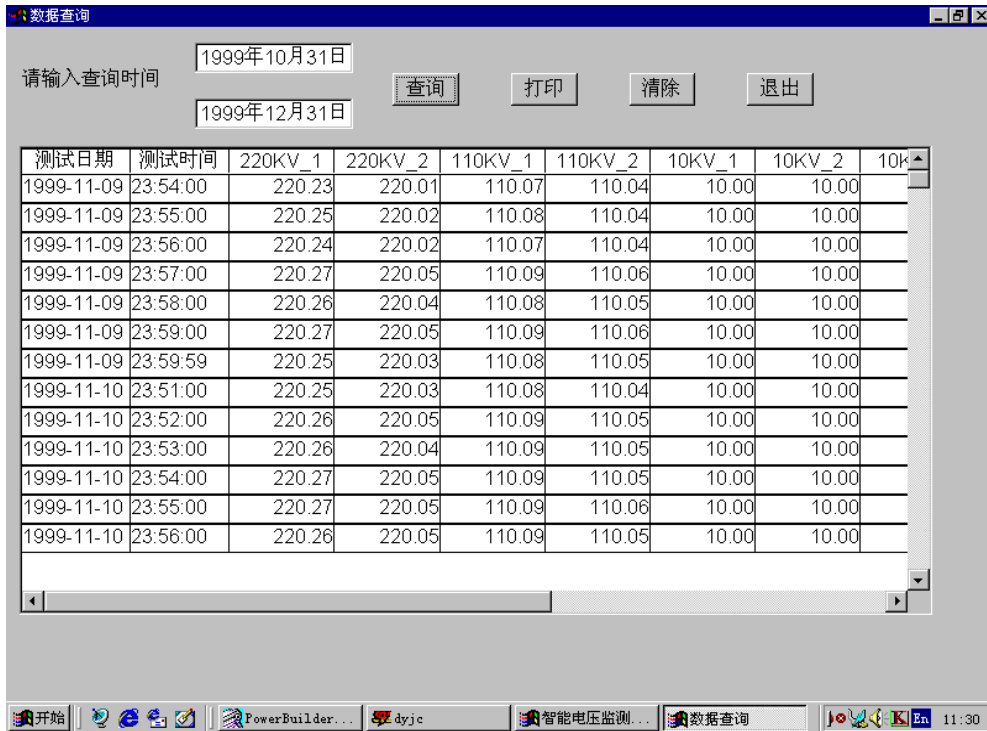 数据查询
1999年10月31日
请输入查询时间
查询 打印 清除 退出
1999年12月31日
测试日期 测试时间 220KV_1 220KV_2 110KV_1 110KV_2 10KV_1 10KV_2 10K
1999-11-09 23:54:00 220.23 220.01 110.07 110.04 10.00 10.00
1999-11-09 23:55:00 220.25 220.02 110.08 110.04 10.00 10.00
1999-11-09 23:56:00 220.24 220.02 110.07 110.04 10.00 10.00
1999-11-09 23:57:00 220.27 220.05 110.09 110.06 10.00 10.00
1999-11-09 23:58:00 220.26 220.04 110.08 110.05 10.00 10.00
1999-11-09 23:59:00 220.27 220.05 110.09 110.06 10.00 10.00
1999-11-09 23:59:59 220.25 220.03 110.08 110.05 10.00 10.00
1999-11-10 23:51:00 220.25 220.03 110.08 110.04 10.00 10.00
1999-11-10 23:52:00 220.26 220.05 110.09 110.05 10.00 10.00
1999-11-10 23:53:00 220.26 220.04 110.09 110.05 10.00 10.00
1999-11-10 23:54:00 220.27 220.05 110.09 110.05 10.00 10.00
1999-11-10 23:55:00 220.27 220.05 110.09 110.06 10.00 10.00
1999-11-10 23:56:00 220.26 220.05 110.09 110.05 10.00 10.00
开始 PowerBuilder... dyjc 智能电压监测... 数据查询 K En 11:30